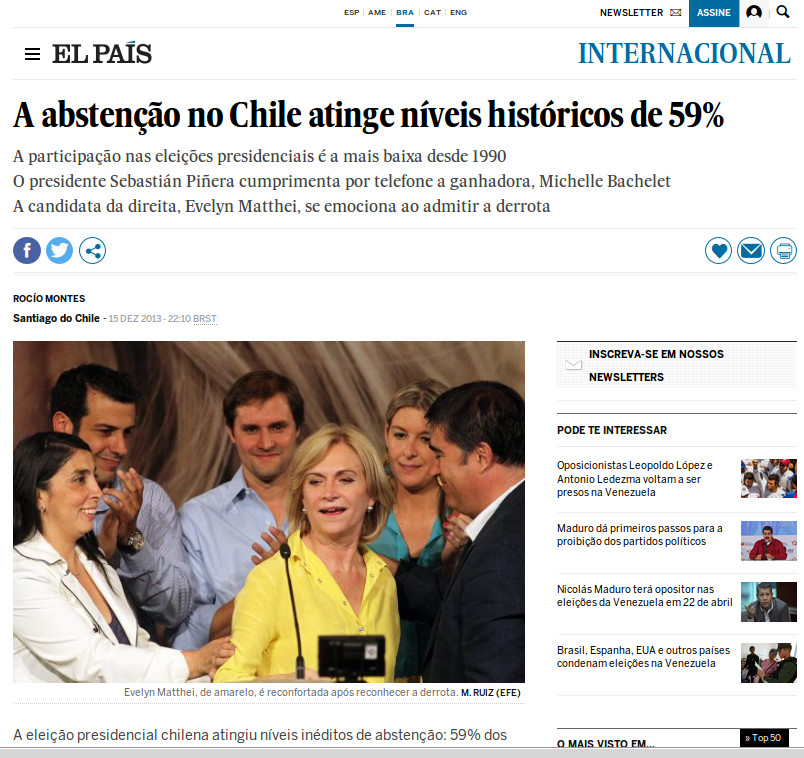 ESP | AME | BRA | CAT | ENG
NEWSLETTER
ASSINE
EL PAÍS
INTERNACIONAL
A abstenção no Chile atinge níveis históricos de 59%
A participação nas eleições presidenciais é a mais baixa desde 1990
O presidente Sebastián Piñera cumprimenta por telefone a ganhadora, Michelle Bachelet
A candidata da direita, Evelyn Matthei, se emociona ao admitir a derrota
ROCÍO MONTES
Santiago do Chile - 15 DEZ 2013 - 22:10 BRST
Evelyn Matthei, de amarelo, é reconfortada após reconhecer a derrota. M. RUIZ (EFE)
A eleição presidencial chilena atingiu níveis inéditos de abstenção: 59% dos
INSCREVA-SE EM NOSSOS
NEWSLETTERS
PODE TE INTERESSAR
Oposicionistas Leopoldo López e
Antonio Ledezma voltam a ser
presos na Venezuela
Maduro dá primeiros passos para a
proibição dos partidos políticos
Nicolás Maduro terá opositor nas
eleições da Venezuela em 22 de abril
Brasil, Espanha, EUA e outros países
condenam eleições na Venezuela
O MAIS VISTO EM...
» Top 50